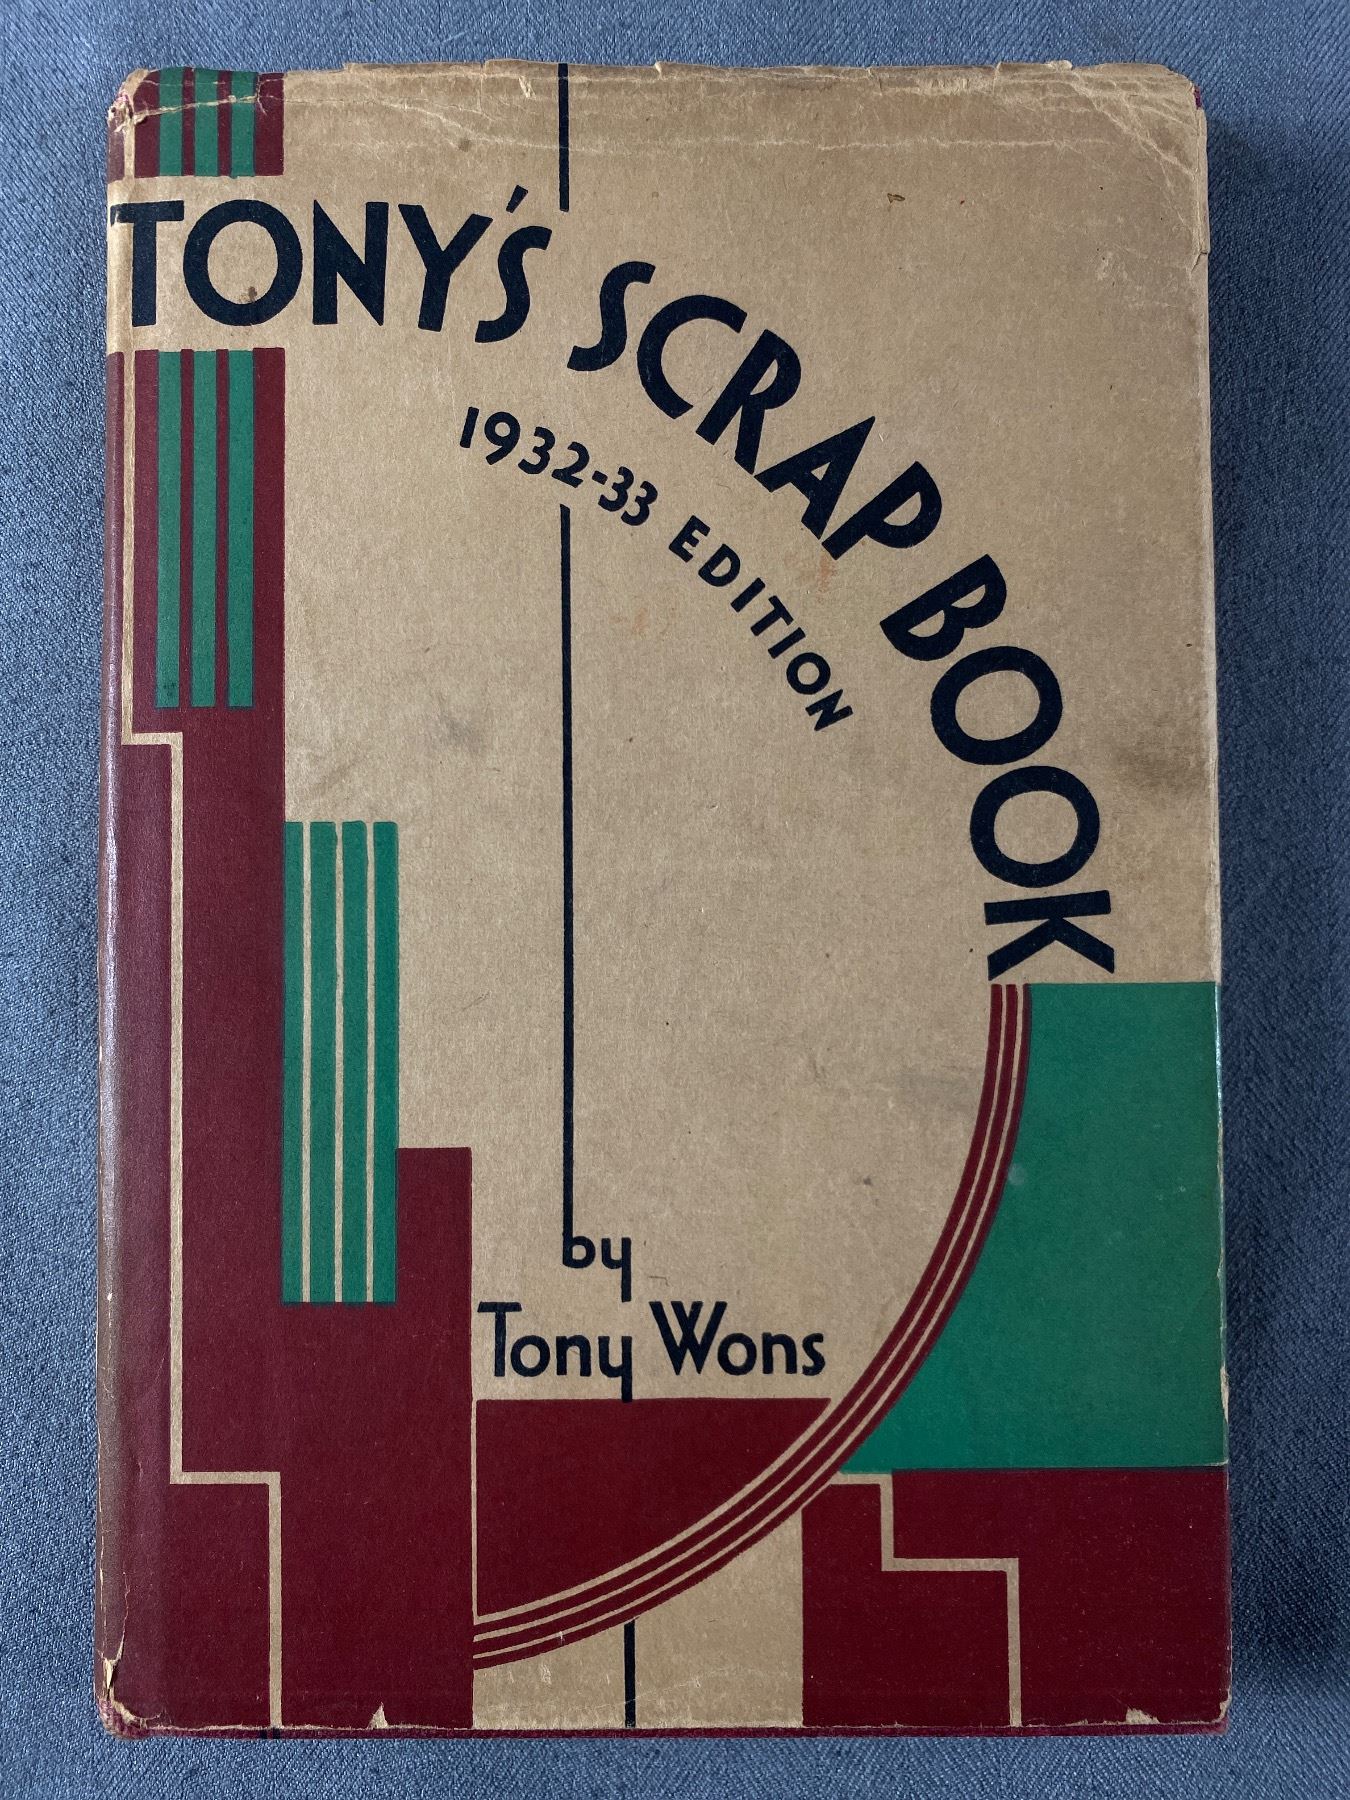 TONY'S SCRAP BOOK
1932-33 EDITION
by
Tony Wons